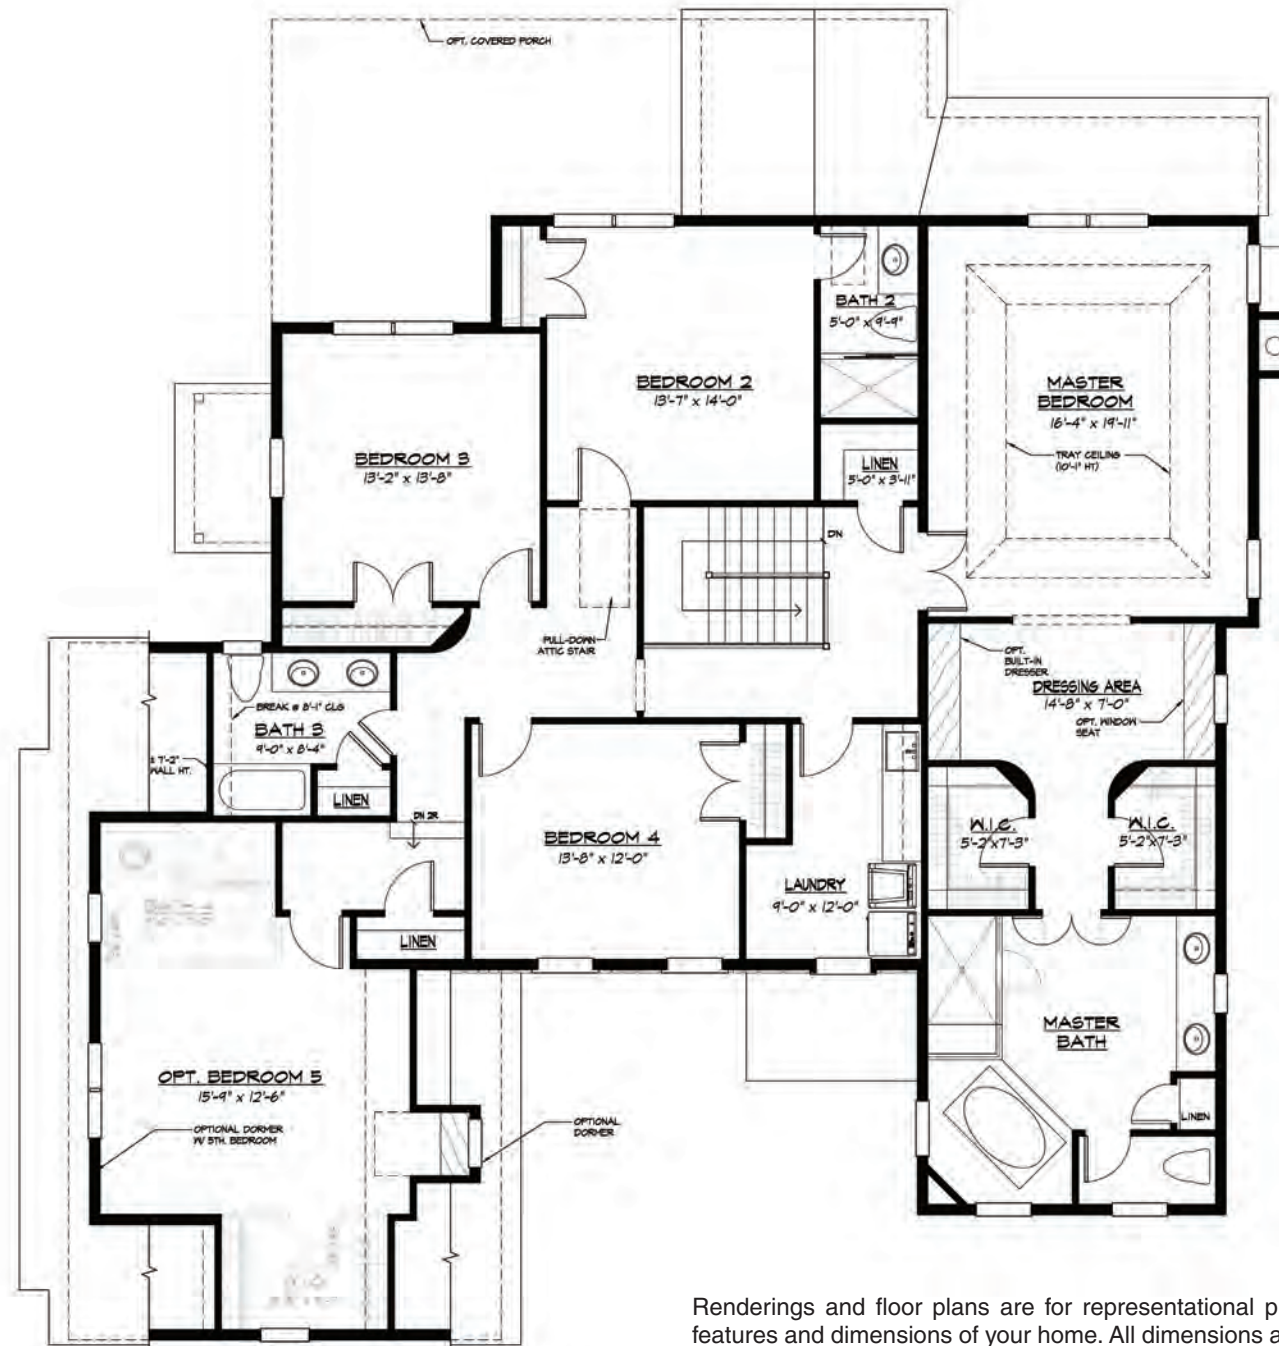 OPT. COVERED PORCH
BATH 2
5'-0" x 9'-9"
BEDROOM 2
13'-7" x 14'-0"
MASTER
BEDROOM
16'-4" x 19'-11"
TRAY CEILING
(10'-1" HT)
BEDROOM 3
13'-2" x 13'-8"
LINEN
5'-0" x 3'-11"
DN
PULL-DOWN
ATTIC STAIR
OPT.
BUILT-IN
DRESSER
DRESSING AREA
14'-8" x 7'-0"
OPT. WINDOW
SEAT
BREAK @ 8'-1" CLG
BATH 3
9'-0" x 8'-4"
± 7'-2"
WALL HT.
LINEN
DN 2R
BEDROOM 4
13'-8" x 12'-0"
W.I.C.
5'-2"x7'-3"
W.I.C.
5'-2"x7'-3"
LAUNDRY
9'-0" x 12'-0"
LINEN
MASTER
BATH
LINEN
OPT. BEDROOM 5
15'-9" x 12'-6"
OPTIONAL DORMER
W/ 5TH. BEDROOM
OPTIONAL
DORMER
Renderings and floor plans are for representational
features and dimensions of your home. All dimensions